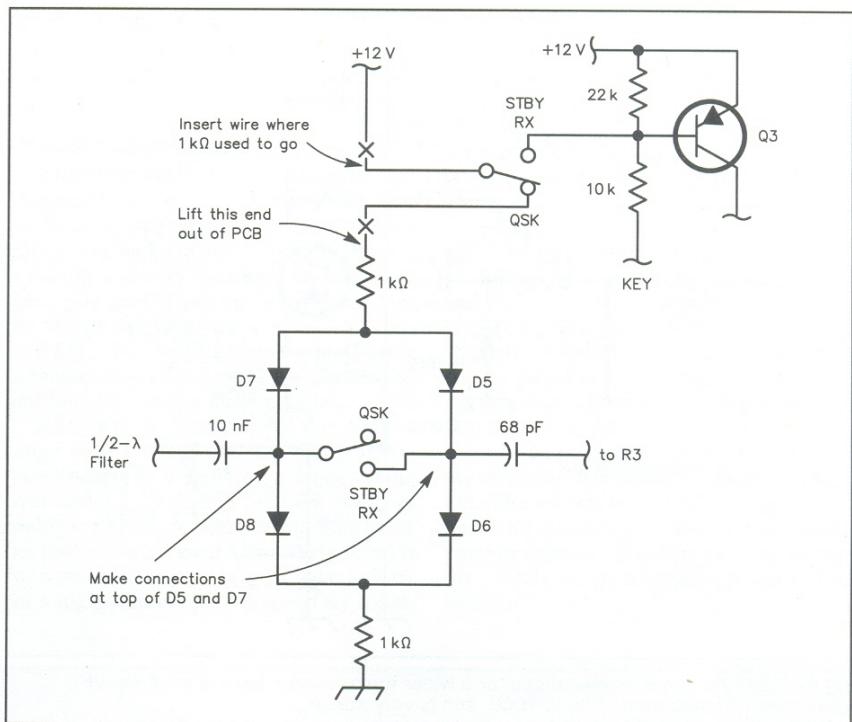 +12 V
+12 V
22 k
STBY
RX
Q3
Insert wire where
1 kΩ used to go
10 k
QSK
Lift this end
out of PCB
KEY
1 kΩ
D7
D5
QSK
10 nF
68 pF
1/2-λ
Filter
to R3
STBY
RX
D8
D6
Make connections
at top of D5 and D7
1 kΩ